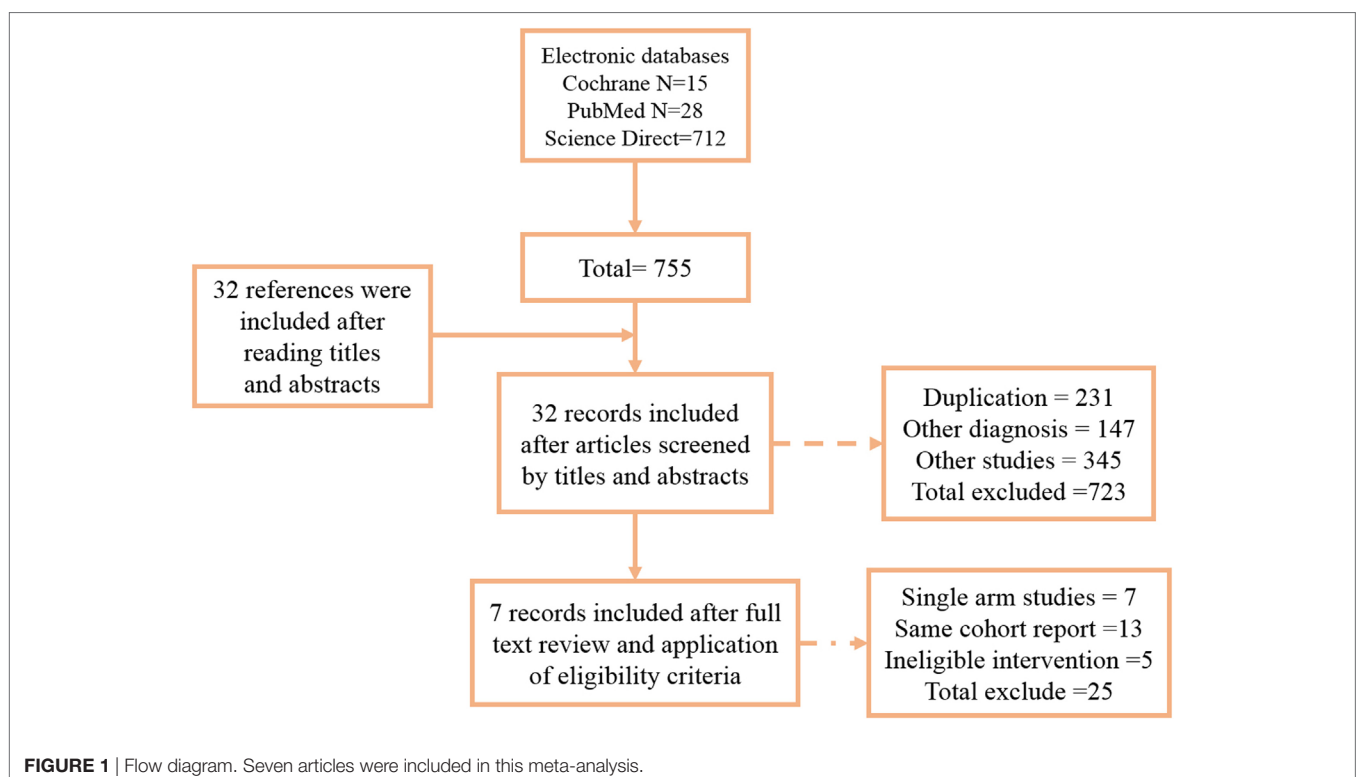 Electronic databases
Cochrane N=15
PubMed N=28
Science Direct=712
Total= 755
32 references were
included after
reading titles
and abstracts
32 records included
after articles screened
by titles and abstracts
Duplication = 231
Other diagnosis = 147
Other studies = 345
Total excluded =723
7 records included after full
text review and application
of eligibility criteria
Single arm studies = 7
Same cohort report =13
Ineligible intervention =5
Total exclude =25
FIGURE 1 | Flow diagram. Seven articles were included in this meta-analysis.